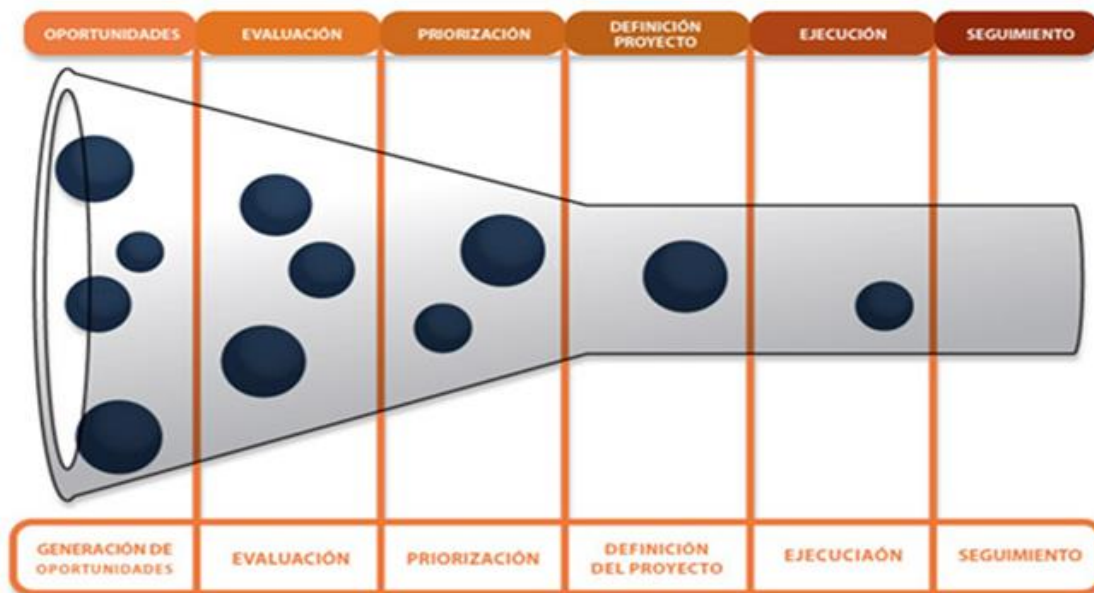 OPORTUNIDADES
EVALUACIÓN
PRIORIZACIÓN
DEFINICIÓN
PROYECTO
EJECUCIÓN
SEGUIMIENTO
GENERACIÓN DE
OPORTUNIDADES
EVALUACIÓN
PRIORIZACIÓN
DEFINICIÓN
DEL PROYECTO
EJECUCIAÓN
SEGUIMIENTO